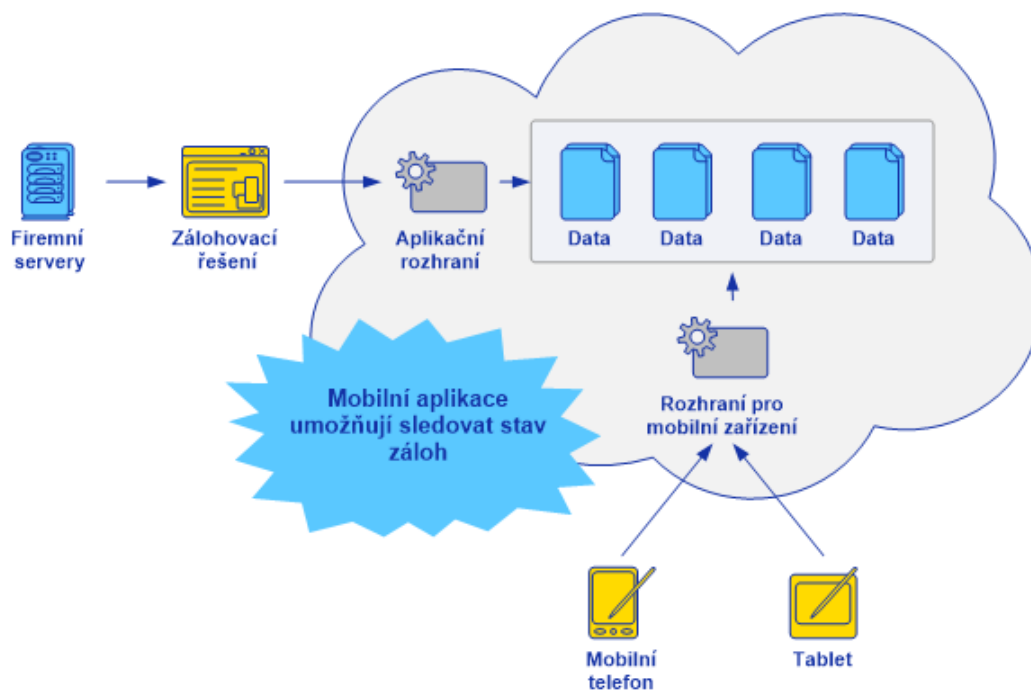 Firemní
servery
Zálohovací
řešení
Aplikační
rozhraní
Data
Data
Data
Data
Mobilní aplikace
umožňují sledovat stav
záloh
Rozhraní pro
mobilní zařízení
Mobilní
telefon
Tablet